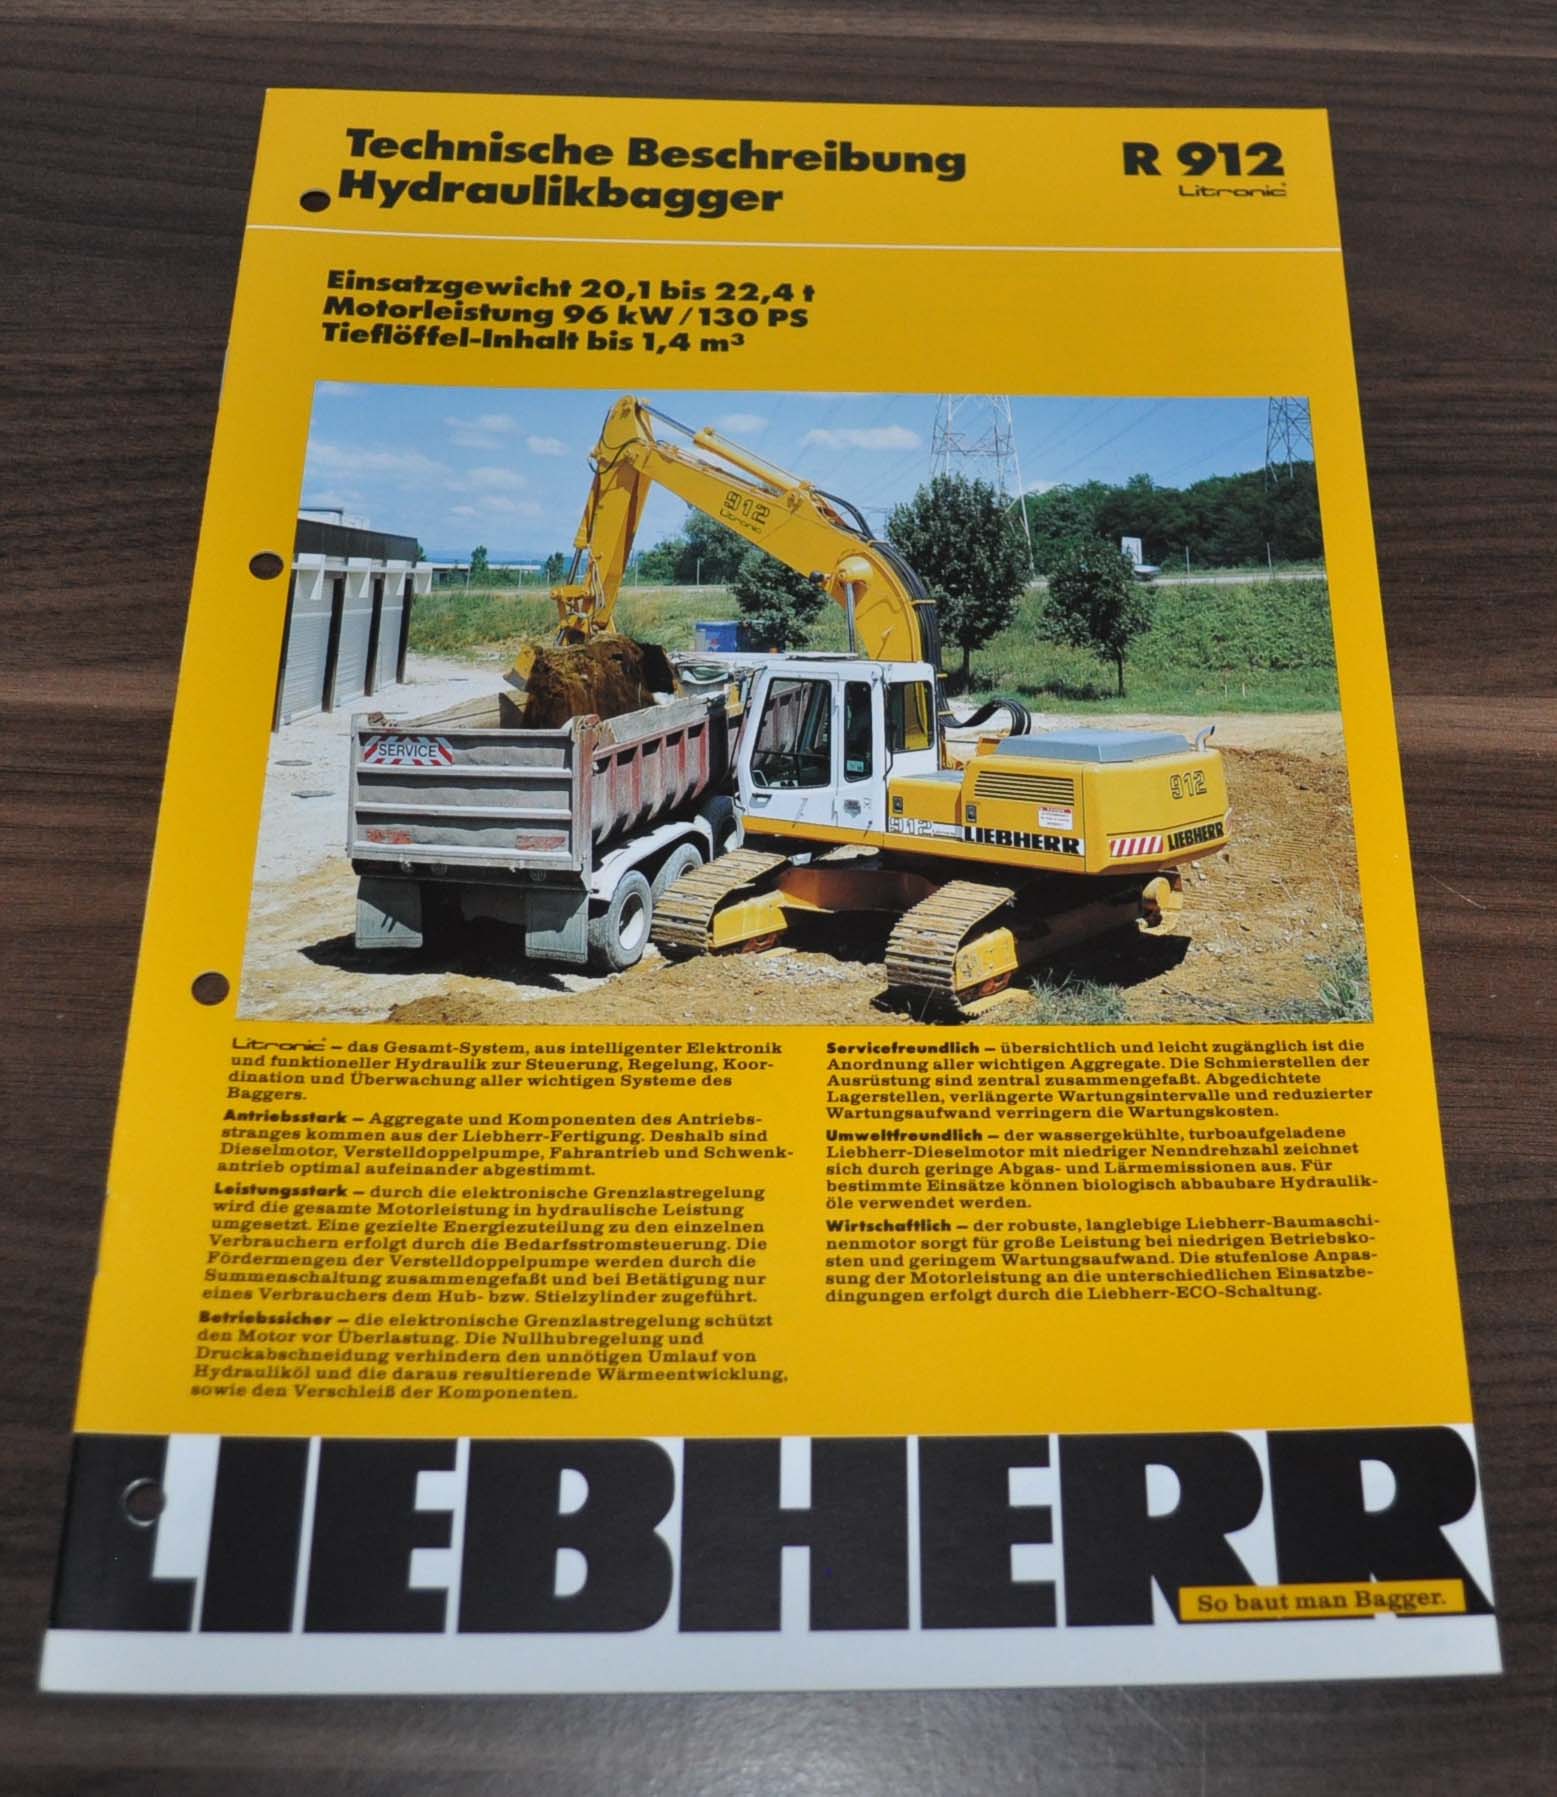 Technische Beschreibung
Hydraulikbagger
R 912
Litronic®
Einsatzgewicht 20,1 bis 22,4 t
Motorleistung 96 kW / 130 PS
Tieflöffel-Inhalt bis 1,4 m³
912
Litronic
SERVICE
912
912
LIEBHERR
LIEBHERR
Litronic® – das Gesamt-System, aus intelligenter Elektronik
und funktioneller Hydraulik zur Steuerung, Regelung, Koor-
dination und Überwachung aller wichtigen Systeme des
Baggers.
Antriebsstark – Aggregate und Komponenten des Antriebs-
stranges kommen aus der Liebherr-Fertigung. Deshalb sind
Dieselmotor, Verstelldoppelpumpe, Fahrantrieb und Schwenk-
antrieb optimal aufeinander abgestimmt.
Leistungsstark – durch die elektronische Grenzlastregelung
wird die gesamte Motorleistung in hydraulische Leistung
umgesetzt. Eine gezielte Energiezuteilung zu den einzelnen
Verbrauchern erfolgt durch die Bedarfsstromsteuerung. Die
Fördermengen der Verstelldoppelpumpe werden durch die
Summenschaltung zusammengefaßt und bei Betätigung nur
eines Verbrauchers dem Hub- bzw. Stielzylinder zugeführt.
Betriebssicher – die elektronische Grenzlastregelung schützt
den Motor vor Überlastung. Die Nullhubregelung und
Druckabschneidung verhindern den unnötigen Umlauf von
Hydrauliköl und die daraus resultierende Wärmeentwicklung,
sowie den Verschleiß der Komponenten.
Servicefreundlich – übersichtlich und leicht zugänglich ist die
Anordnung aller wichtigen Aggregate. Die Schmierstellen der
Ausrüstung sind zentral zusammengefaßt. Abgedichtete
Lagerstellen, verlängerte Wartungsintervalle und reduzierter
Wartungsaufwand verringern die Wartungskosten.
Umweltfreundlich – der wassergekühlte, turboaufgeladene
Liebherr-Dieselmotor mit niedriger Nenndrehzahl zeichnet
sich durch geringe Abgas- und Lärmemissionen aus. Für
bestimmte Einsätze können biologisch abbaubare Hydraulik-
öle verwendet werden.
Wirtschaftlich – der robuste, langlebige Liebherr-Baumaschi-
nenmotor sorgt für große Leistung bei niedrigen Betriebsko-
sten und geringem Wartungsaufwand. Die stufenlose Anpas-
sung der Motorleistung an die unterschiedlichen Einsatzbe-
dingungen erfolgt durch die Liebherr-ECO-Schaltung.
LIEBHERR
So baut man Bagger.